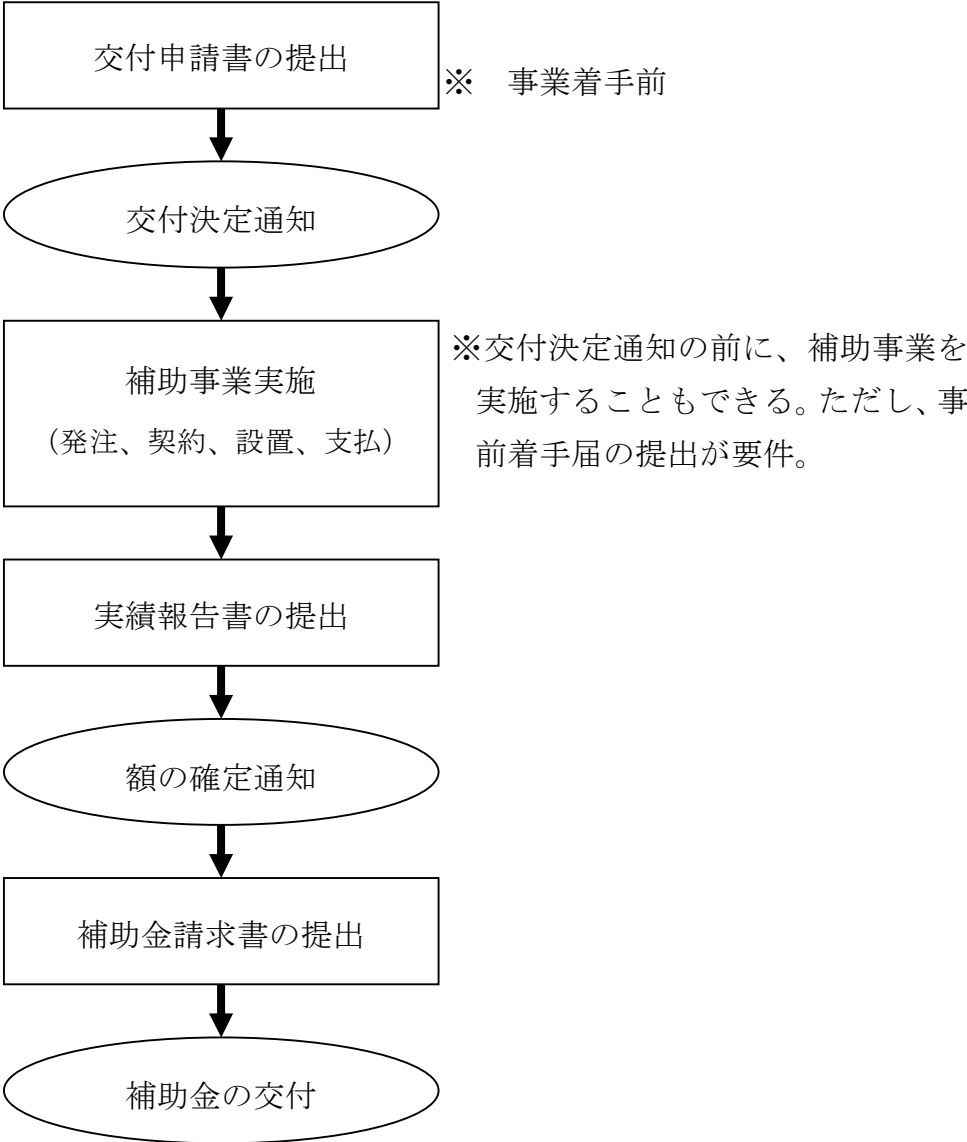 交付申請書の提出
※　事業着手前
交付決定通知
補助事業実施
（発注、契約、設置、支払）
※交付決定通知の前に、補助事業を
実施することもできる。ただし、事
前着手届の提出が要件。
実績報告書の提出
額の確定通知
補助金請求書の提出
補助金の交付